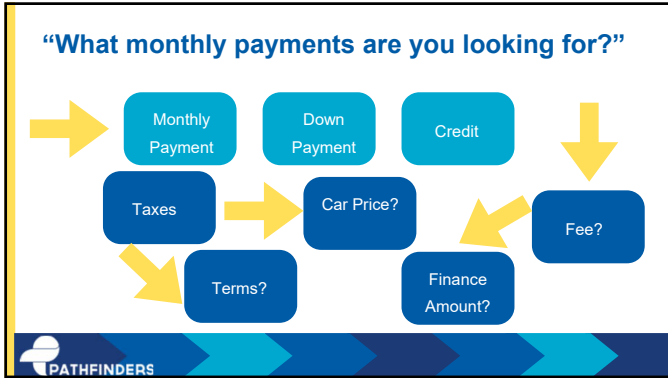 “What monthly payments are you looking for?”
Monthly
Payment
Down
Payment
Credit
Taxes
Car Price?
Fee?
Terms?
Finance
Amount?
PATHFINDERS